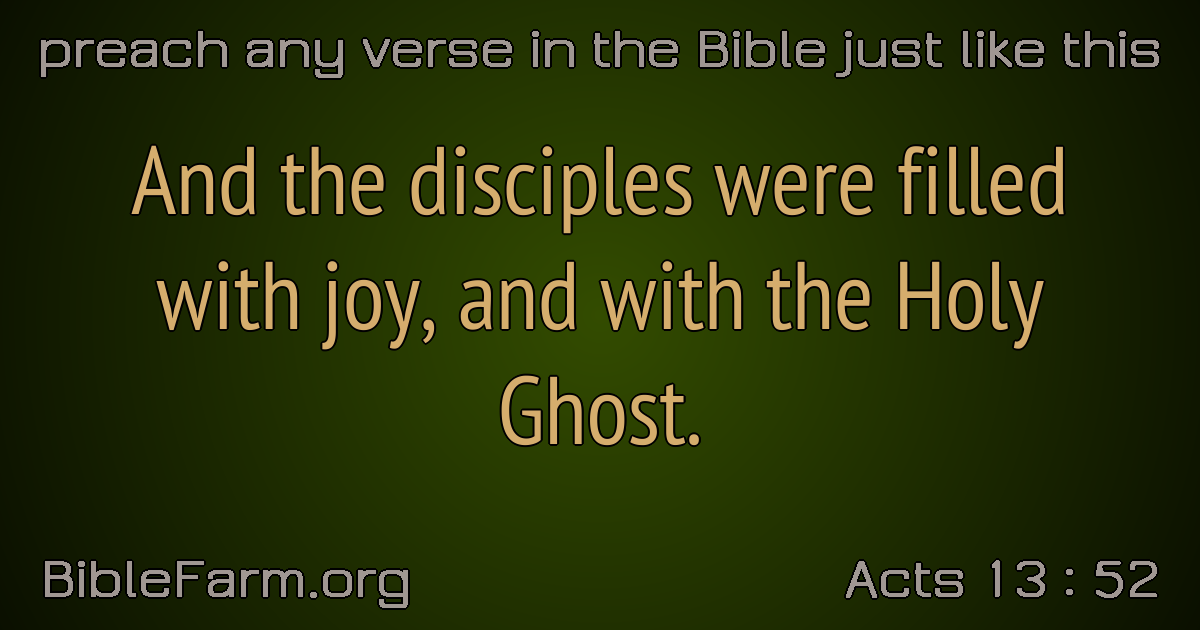 preach any verse in the Bible just like this
And the disciples were filled
with joy, and with the Holy
Ghost.
BibleFarm.org
Acts 13 : 52